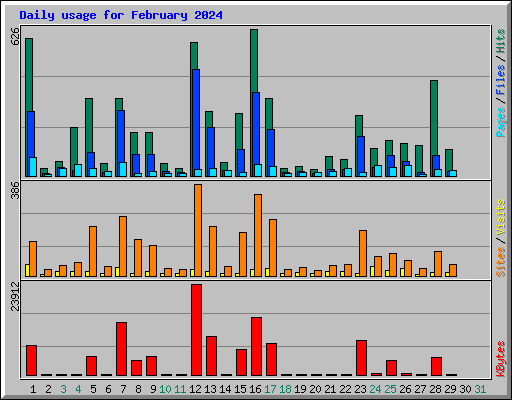 Daily usage for February 2024
626
386
23912
Pages / Files / Hits
Sites / Visits
KBytes
1 2 3 4 5 6 7 8 9 10 11 12 13 14 15 16 17 18 19 20 21 22 23 24 25 26 27 28 29 30 31